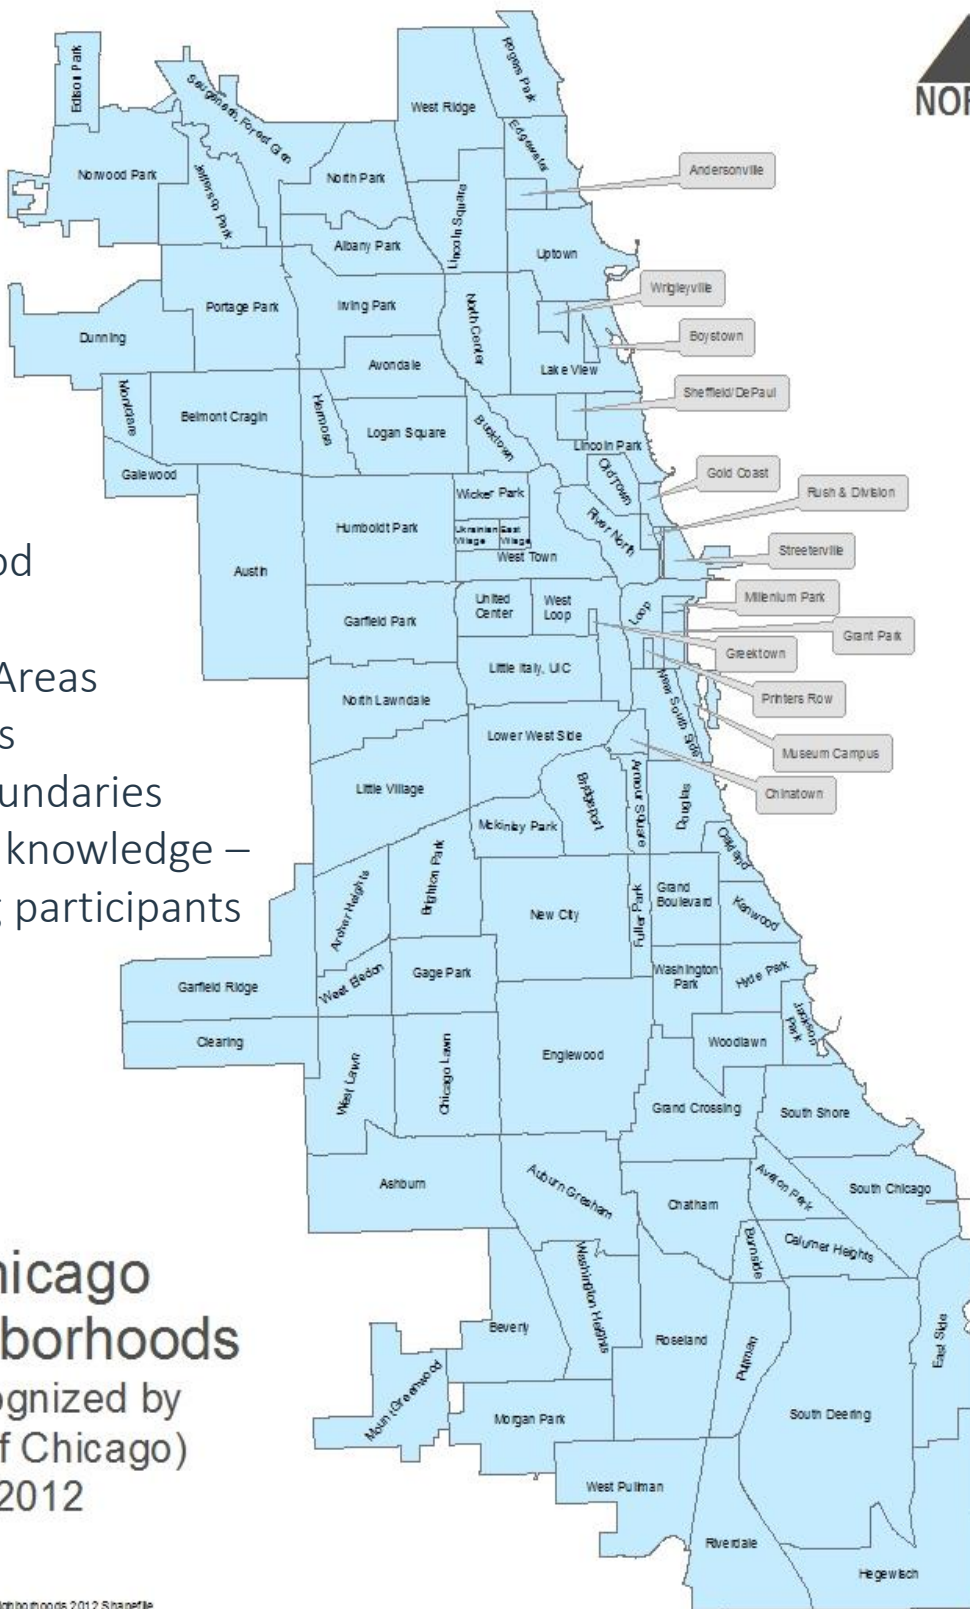 Edison Park
Sauganash, Forest Glen
Rogers Park
West Ridge
NOR
Edgewater
Norwood Park
Jefferson Park
North Park
Andersonville
Lincoln Square
Albany Park
Uptown
Wrigleyville
Portage Park
Irving Park
North Center
Boystown
Dunning
Avondale
Lake View
Sheffield/DePaul
Montclare
Belmont Cragin
Hermosa
Logan Square
Bucktown
Lincoln Park
Galewood
Old Town
Gold Coast
Wicker Park
Rush & Division
Humboldt Park
Ukrainian
Village
East
Village
River North
West Town
Streeterville
od
Austin
United
Center
West
Loop
Loop
Millenium Park
Garfield Park
Grant Park
Greektown
Areas
Little Italy, UIC
Printers Row
North Lawndale
Near South Side
s
Lower West Side
Museum Campus
undaries
Little Village
Bridgeport
Armour Square
Douglas
Chinatown
knowledge –
Mckinley Park
Oakland
g participants
Archer Heights
Brighton Park
New City
Fuller Park
Grand
Boulevard
Kenwood
Garfield Ridge
West Eledon
Gage Park
Washington
Park
Hyde Park
Clearing
Englewood
Woodlawn
Jackson
Park
West Lawn
Chicago Lawn
Grand Crossing
South Shore
Ashburn
Auburn Gresham
Chatham
Avalon Park
South Chicago
Burnside
Calumet Heights
hicago
borhoods
Beverly
Washington Heights
Roseland
Pullman
East Side
ognized by
Mount Greenwood
Morgan Park
South Deering
f Chicago)
2012
West Pullman
Riverdale
Hegewisch
ighborhoods 2012 Shapefile